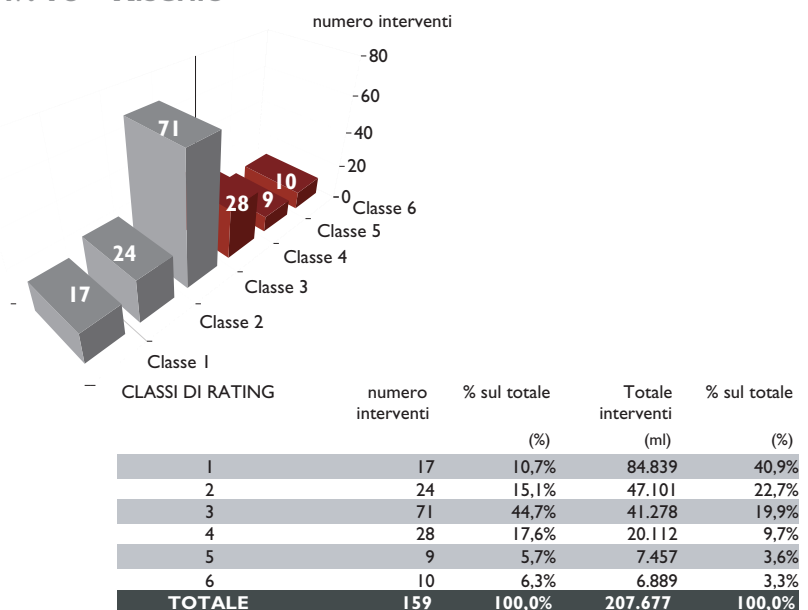 numero interventi
80
60
40
20
0
71
28
9
10
24
17
Classe 6
Classe 5
Classe 4
Classe 3
Classe 2
Classe 1
CLASSI DI RATING numero interventi % sul totale Totale interventi % sul totale
(%) (ml) (%)
1 17 10,7% 84.839 40,9%
2 24 15,1% 47.101 22,7%
3 71 44,7% 41.278 19,9%
4 28 17,6% 20.112 9,7%
5 9 5,7% 7.457 3,6%
6 10 6,3% 6.889 3,3%
TOTALE 159 100,0% 207.677 100,0%